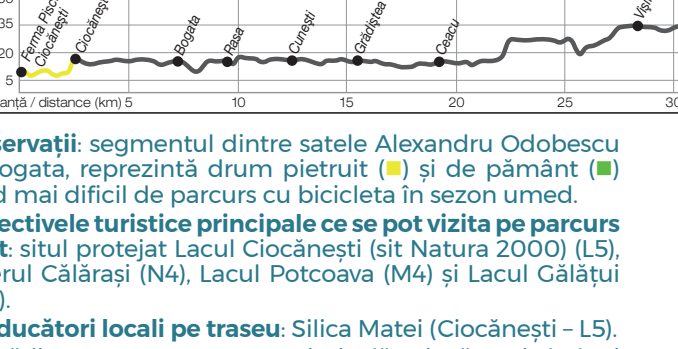 35
20
5
Ferma Pisc
Ciocănești
Ciocănești
Bogata
Rasa
Cunești
Grădiștea
Ceacu
Viși
anță / distance (km) 5 10 15 20 25 30
servații: segmentul dintre satele Alexandru Odobescu
ogata, reprezintă drum pietruit (■) și de pământ (■)
d mai dificil de parcurs cu bicicleta în sezon umed.
ectivele turistice principale ce se pot vizita pe parcurs
t: situl protejat Lacul Ciocănești (sit Natura 2000) (L5),
erul Călărași (N4), Lacul Potcoava (M4) și Lacul Gălățui
).
ducători locali pe traseu: Silica Matei (Ciocănești – L5).